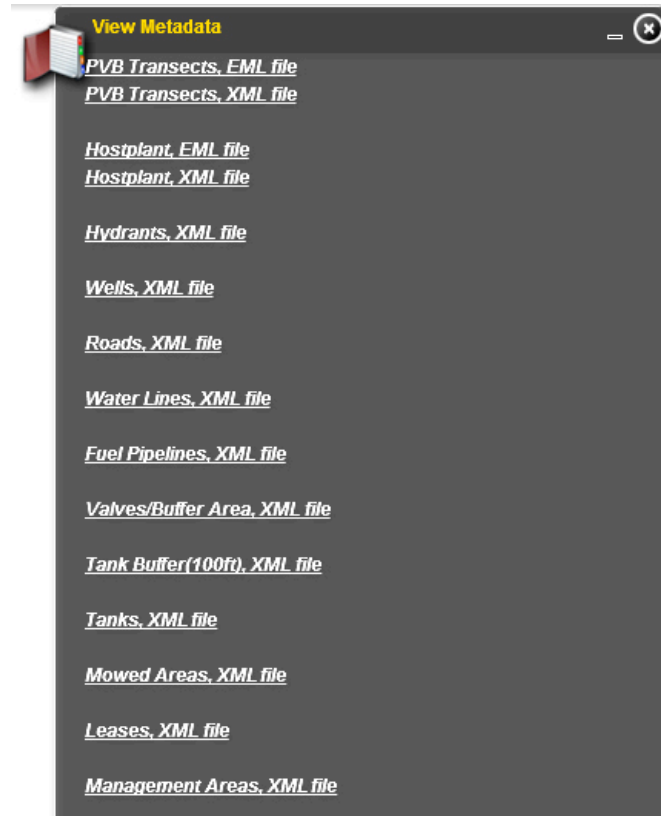 View Metadata
PVB Transects, EML file
PVB Transects, XML file
Hostplant, EML file
Hostplant, XML file
Hydrants, XML file
Wells, XML file
Roads, XML file
Water Lines, XML file
Fuel Pipelines, XML file
Valves/Buffer Area, XML file
Tank Buffer(100ft), XML file
Tanks, XML file
Mowed Areas, XML file
Leases, XML file
Management Areas, XML file